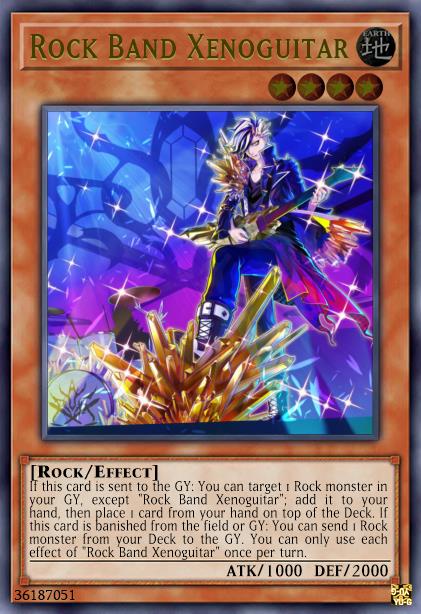 Rock Band Xenoguitar
EARTH
地
[Rock/Effect]
If this card is sent to the GY: You can target 1 Rock monster in
your GY, except "Rock Band Xenoguitar"; add it to your
hand, then place 1 card from your hand on top of the Deck. If
this card is banished from the field or GY: You can send 1 Rock
monster from your Deck to the GY. You can only use each
effect of "Rock Band Xenoguitar" once per turn.
ATK/1000 DEF/2000
36187051